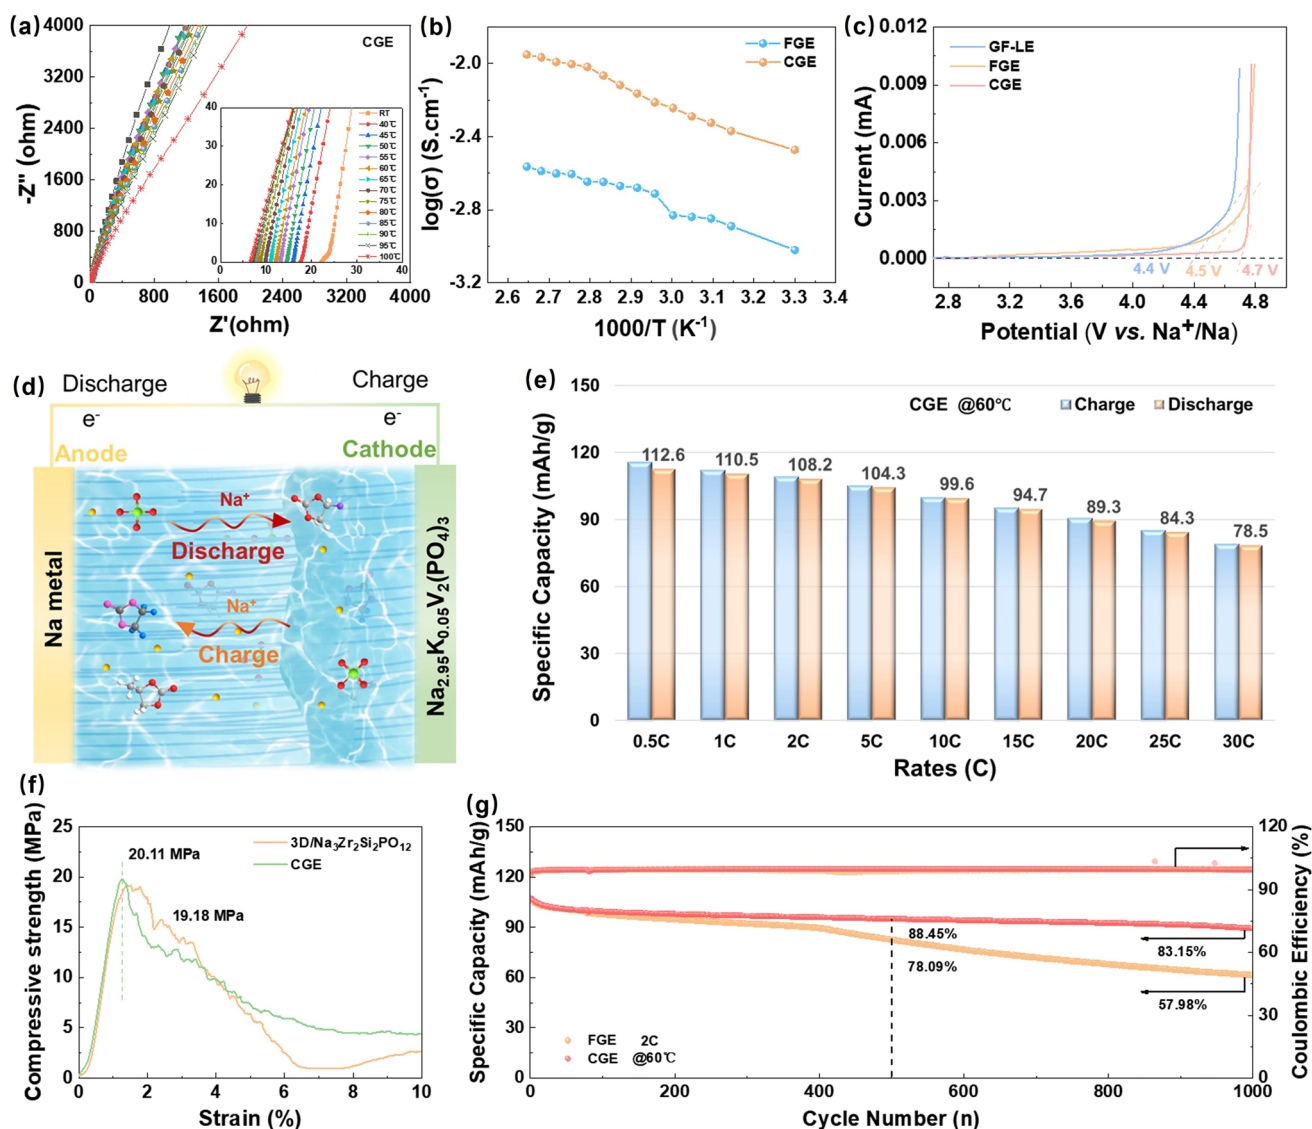 (a)
4000
3200
2400
1600
800
0
-Z'' (ohm)
CGE
40
30
20
10
0
0
10
20
30
40
RT
40℃
45℃
50℃
55℃
60℃
65℃
70℃
75℃
80℃
85℃
90℃
95℃
100℃
0
800
1600
2400
3200
4000
Z'(ohm)
(b)
FGE
CGE
-2.0
-2.4
-2.8
-3.2
log(σ) (S.cm⁻¹)
2.6
2.7
2.8
2.9
3.0
3.1
3.2
3.3
3.4
1000/T (K⁻¹)
(c)
GF-LE
FGE
CGE
0.012
0.009
0.006
0.003
0.000
Current (mA)
4.4 V
4.5 V
4.7 V
2.8
3.2
3.6
4.0
4.4
4.8
Potential (V vs. Na⁺/Na)
(d)
Discharge
Charge
e⁻
e⁻
Anode
Cathode
Na metal
Na⁺
Discharge
Na⁺
Charge
Na₂.₉₅K₀.₀₅V₂(PO₄)₃
(e)
CGE @60℃
Charge
Discharge
150
120
90
60
30
0
Specific Capacity (mAh/g)
112.6
110.5
108.2
104.3
99.6
94.7
89.3
84.3
78.5
0.5C
1C
2C
5C
10C
15C
20C
25C
30C
Rates (C)
(f)
25
20
15
10
5
0
Compressive strength (MPa)
3D/Na₃Zr₂Si₂PO₁₂
CGE
20.11 MPa
19.18 MPa
0
2
4
6
8
10
Strain (%)
(g)
150
120
90
60
30
0
Specific Capacity (mAh/g)
88.45%
78.09%
83.15%
57.98%
FGE 2C
CGE @60℃
120
90
60
30
0
Coulombic Efficiency (%)
0
200
400
600
800
1000
Cycle Number (n)